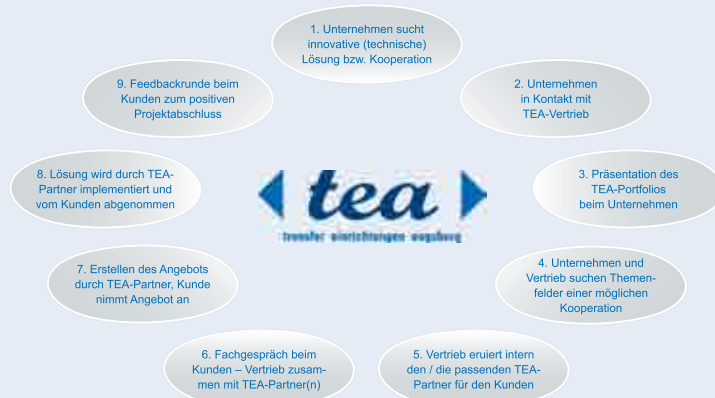 1. Unternehmen sucht
innovative (technische)
Lösung bzw. Kooperation
2. Unternehmen
in Kontakt mit
TEA-Vertrieb
3. Präsentation des
TEA-Portfolios
beim Unternehmen
4. Unternehmen und
Vertrieb suchen Themen-
felder einer möglichen
Kooperation
5. Vertrieb eruiert intern
den / die passenden TEA-
Partner für den Kunden
6. Fachgespräch beim
Kunden – Vertrieb zusam-
men mit TEA-Partner(n)
7. Erstellen des Angebots
durch TEA-Partner, Kunde
nimmt Angebot an
8. Lösung wird durch TEA-
Partner implementiert und
vom Kunden abgenommen
9. Feedbackrunde beim
Kunden zum positiven
Projektabschluss
tea
transfer einrichtungen augsburg